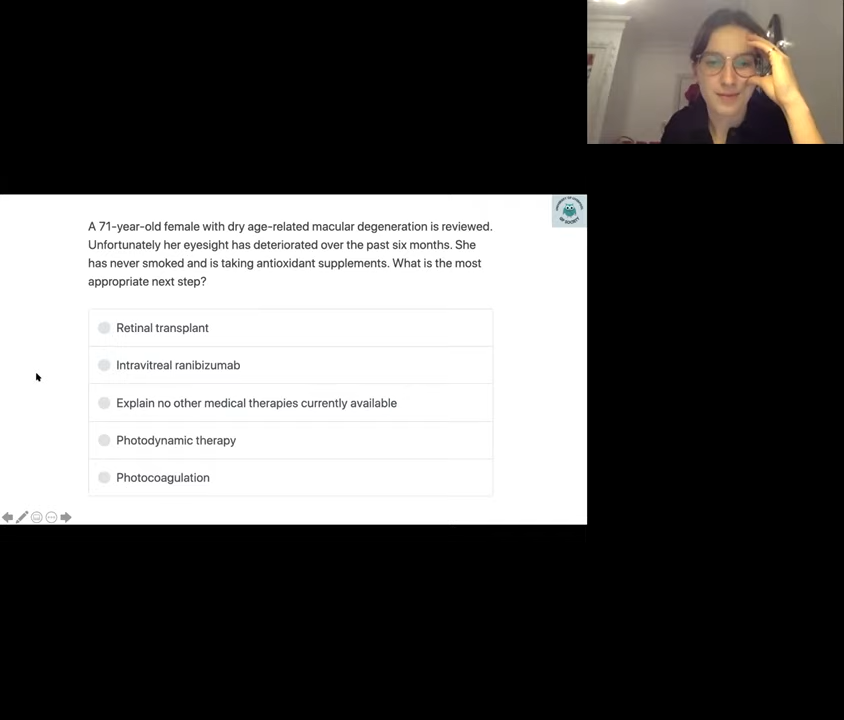 A 71-year-old female with dry age-related macular degeneration is reviewed.
Unfortunately her eyesight has deteriorated over the past six months. She
has never smoked and is taking antioxidant supplements. What is the most
appropriate next step?
Retinal transplant
Intravitreal ranibizumab
Explain no other medical therapies currently available
Photodynamic therapy
Photocoagulation